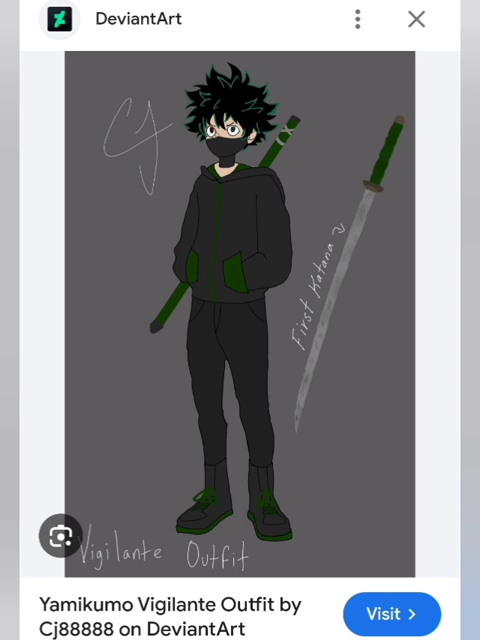 DeviantArt
Cj
First Katana
Vigilante Outfit
Yamikumo Vigilante Outfit by
Cj88888 on DeviantArt
Visit >